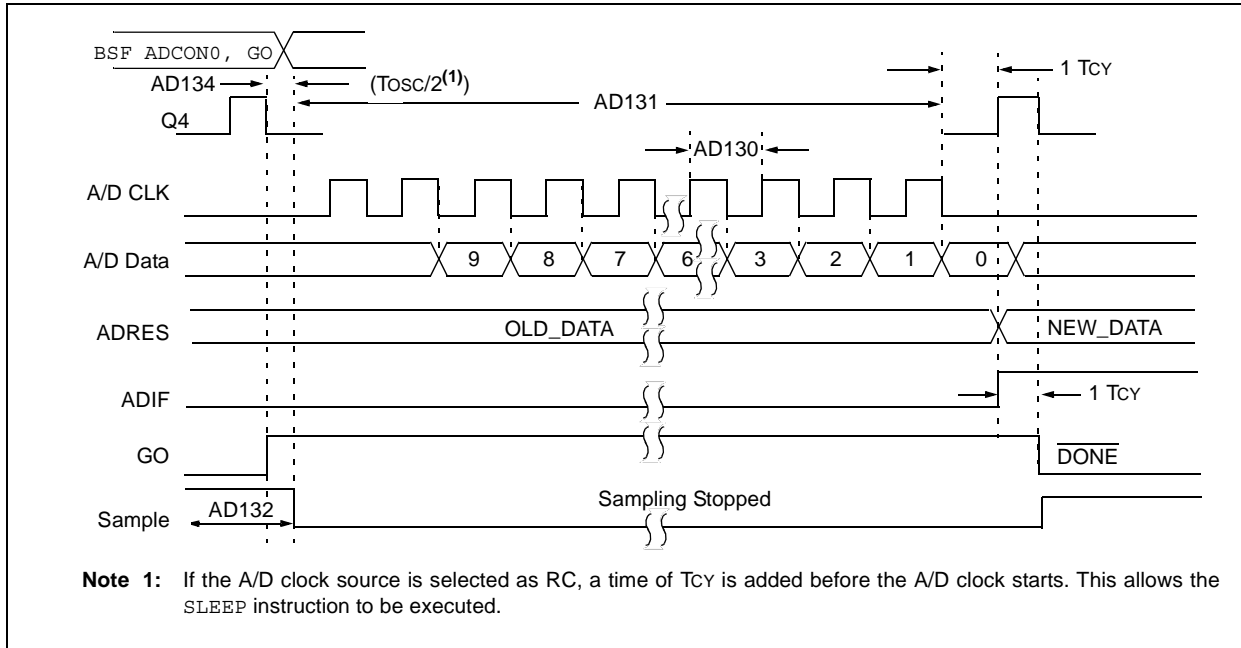 BSF ADCON0, GO
AD134
(TOSC/2(1))
1 TCY
AD131
Q4
AD130
A/D CLK
A/D Data
9 8 7 6 3 2 1 0
ADRES
OLD_DATA
NEW_DATA
ADIF
1 TCY
GO
DONE
Sample
AD132
Sampling Stopped
Note 1: If the A/D clock source is selected as RC, a time of TCY is added before the A/D clock starts. This allows the
SLEEP instruction to be executed.